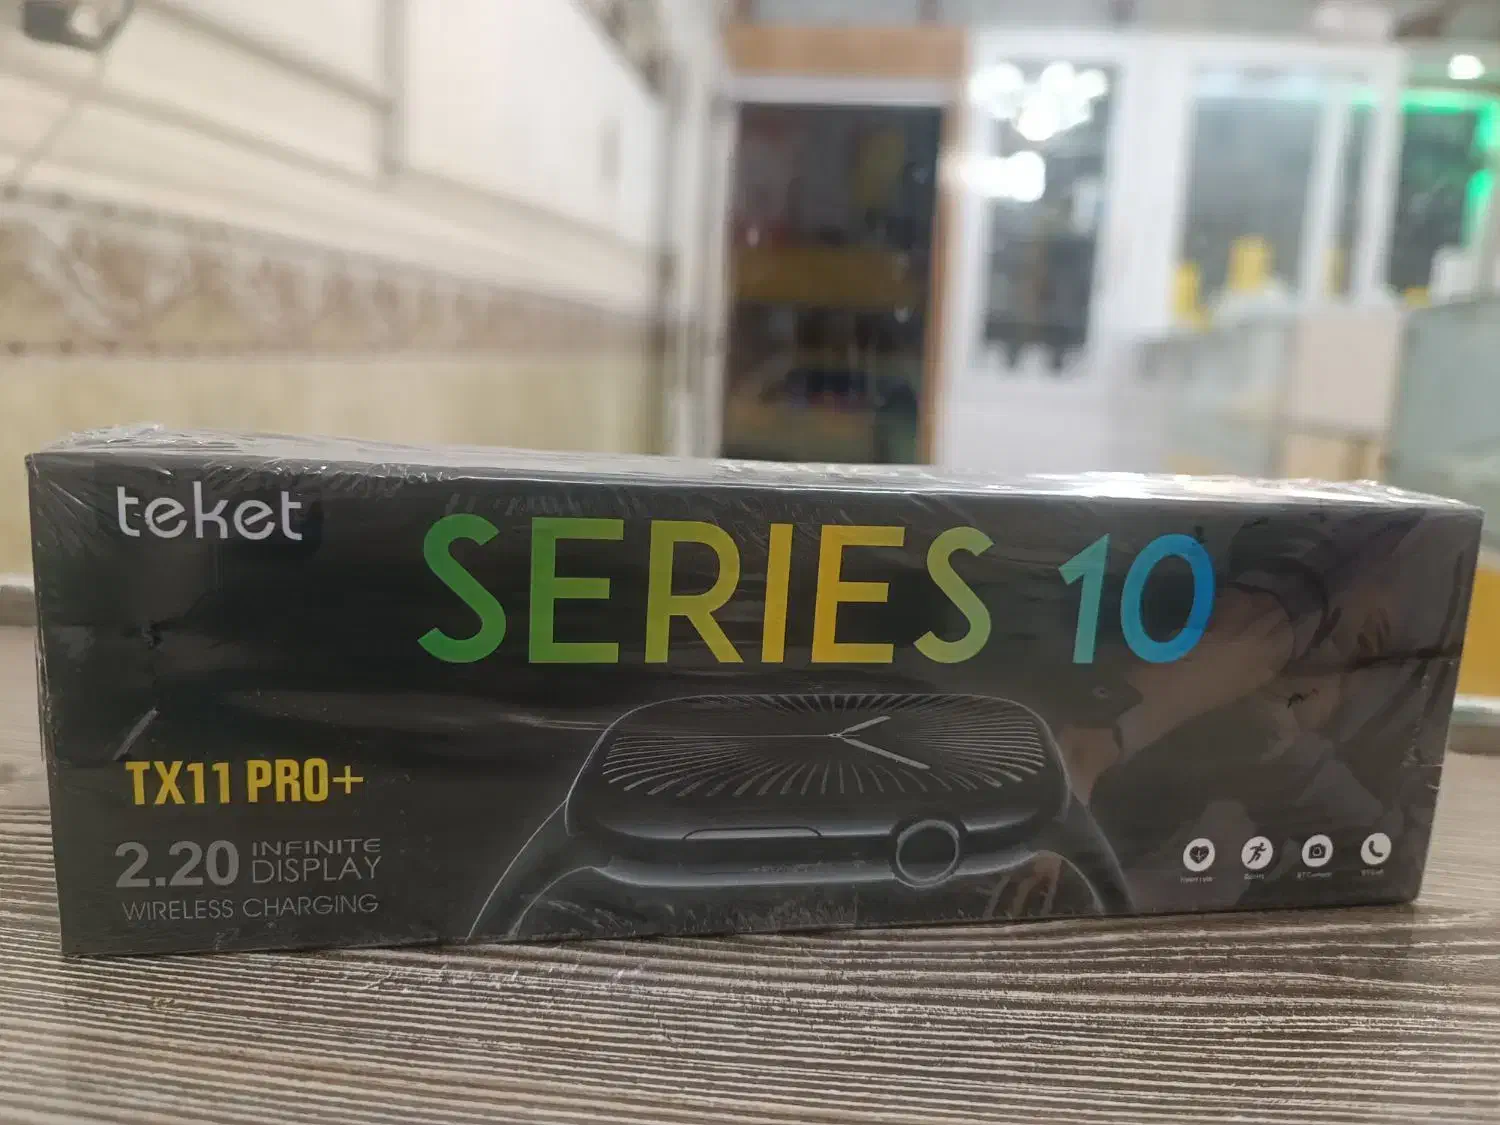 teket
SERIES 10
TX11 PRO+
2.20 INFINITE
DISPLAY
WIRELESS CHARGING